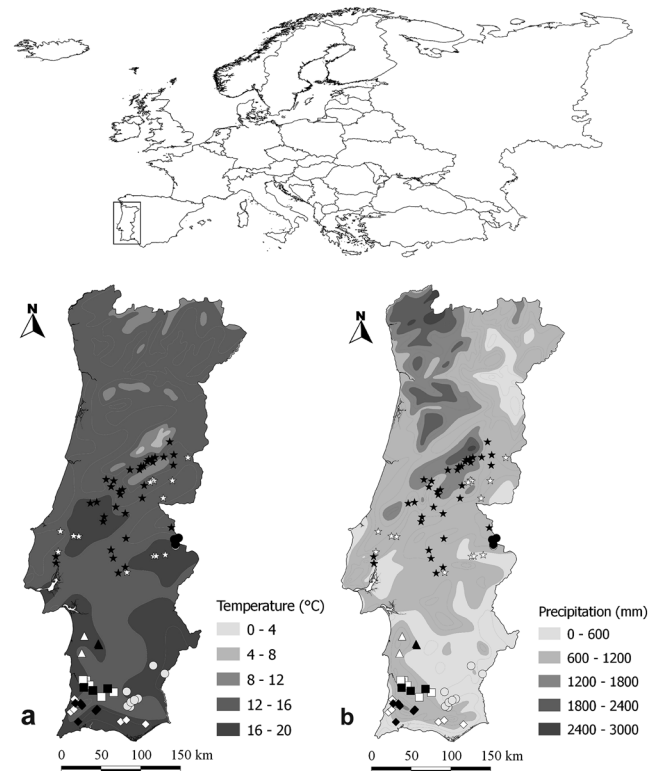 N
N
Temperature (°C)
0 - 4
4 - 8
8 - 12
12 - 16
16 - 20
a
0 50 100 150 km
Precipitation (mm)
0 - 600
600 - 1200
1200 - 1800
1800 - 2400
2400 - 3000
b
0 50 100 150 km